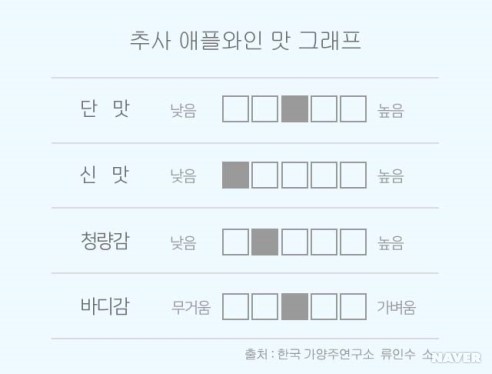 추사 애플와인 맛 그래프
단 맛 낮음 높음
신 맛 낮음 높음
청량감 낮음 높음
바디감 무거움 가벼움
출처 : 한국 가양주연구소 류인수 소
NAVER